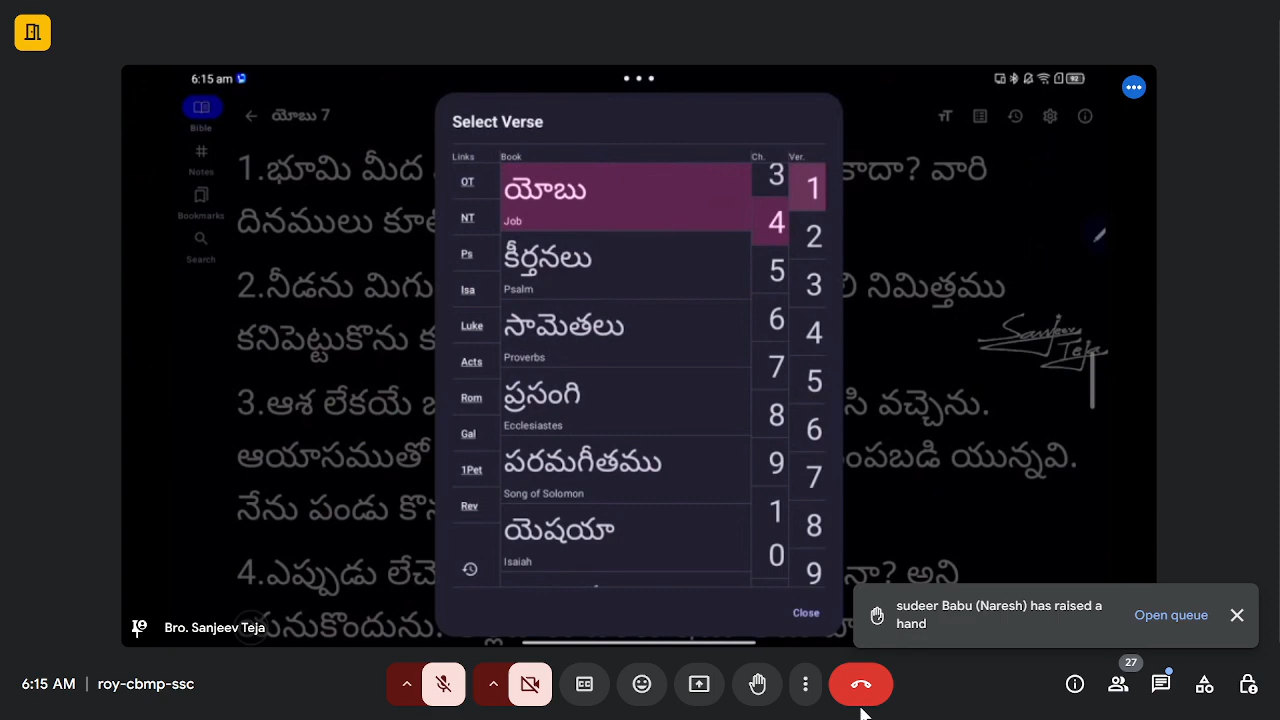 6:15 am
92
Bible
యోబు 7
Notes
Bookmarks
Search
1.భూమి మీద
కాదా? వారి
దినములు
2.నీడను
నిమిత్తము
కనిపెట్టుకొను
3.ఆశ లేకయే
వచ్చెను.
ఆయాసముతో
యున్నవి.
నేను పండు
4.ఎప్పుడు
అని
Sanjeev
Teja
Select Verse
Links Book Ch. Ver.
OT
NT
Ps
Isa
Luke
Acts
Rom
Gal
1Pet
Rev
యోబు
Job
కీర్తనలు
Psalm
సామెతలు
Proverbs
ప్రసంగి
Ecclesiastes
పరమగీతము
Song of Solomon
యెషయా
Isaiah
3
4
5
6
7
8
9
1
0
1
2
3
4
5
6
7
8
9
Close
Bro. Sanjeev Teja
sudeer Babu (Naresh) has raised a
hand
Open queue
6:15 AM | roy-cbmp-ssc
27